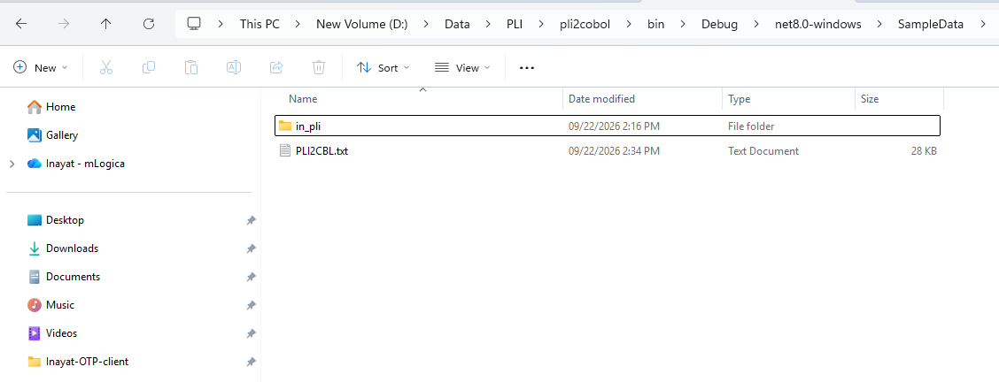 This PC > New Volume (D:) > Data > PLI > pli2cobol > bin > Debug > net8.0-windows > SampleData >
New Sort View
Name Date modified Type Size
in_pli 09/22/2026 2:16 PM File folder
PLI2CBL.txt 09/22/2026 2:34 PM Text Document 28 KB
Home
Gallery
Inayat - mLogica
Desktop
Downloads
Documents
Music
Videos
Inayat-OTP-client